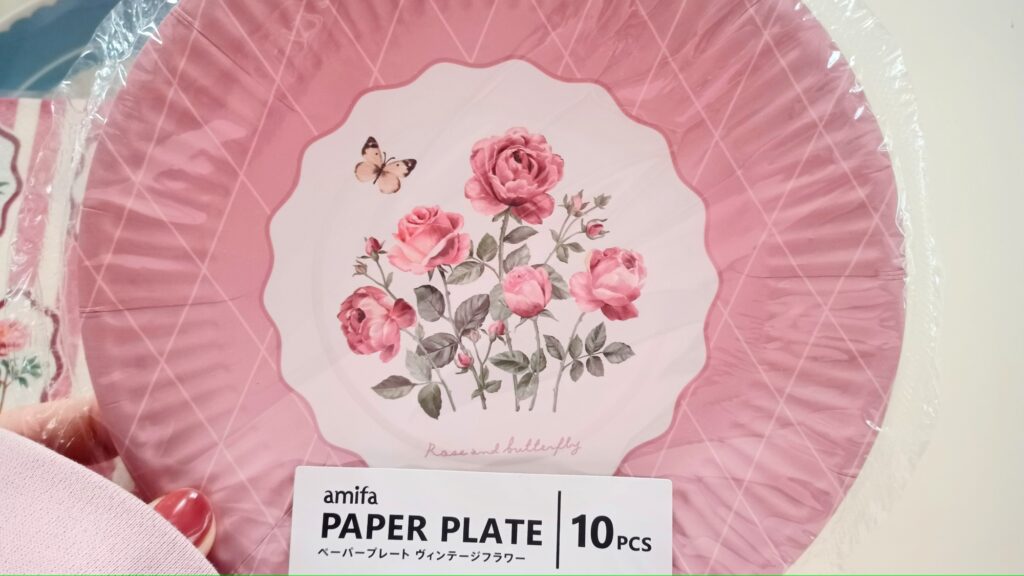 Rose and butterfly
amifa
PAPER PLATE
10PCS
ペーパープレート ヴィンテージフラワー